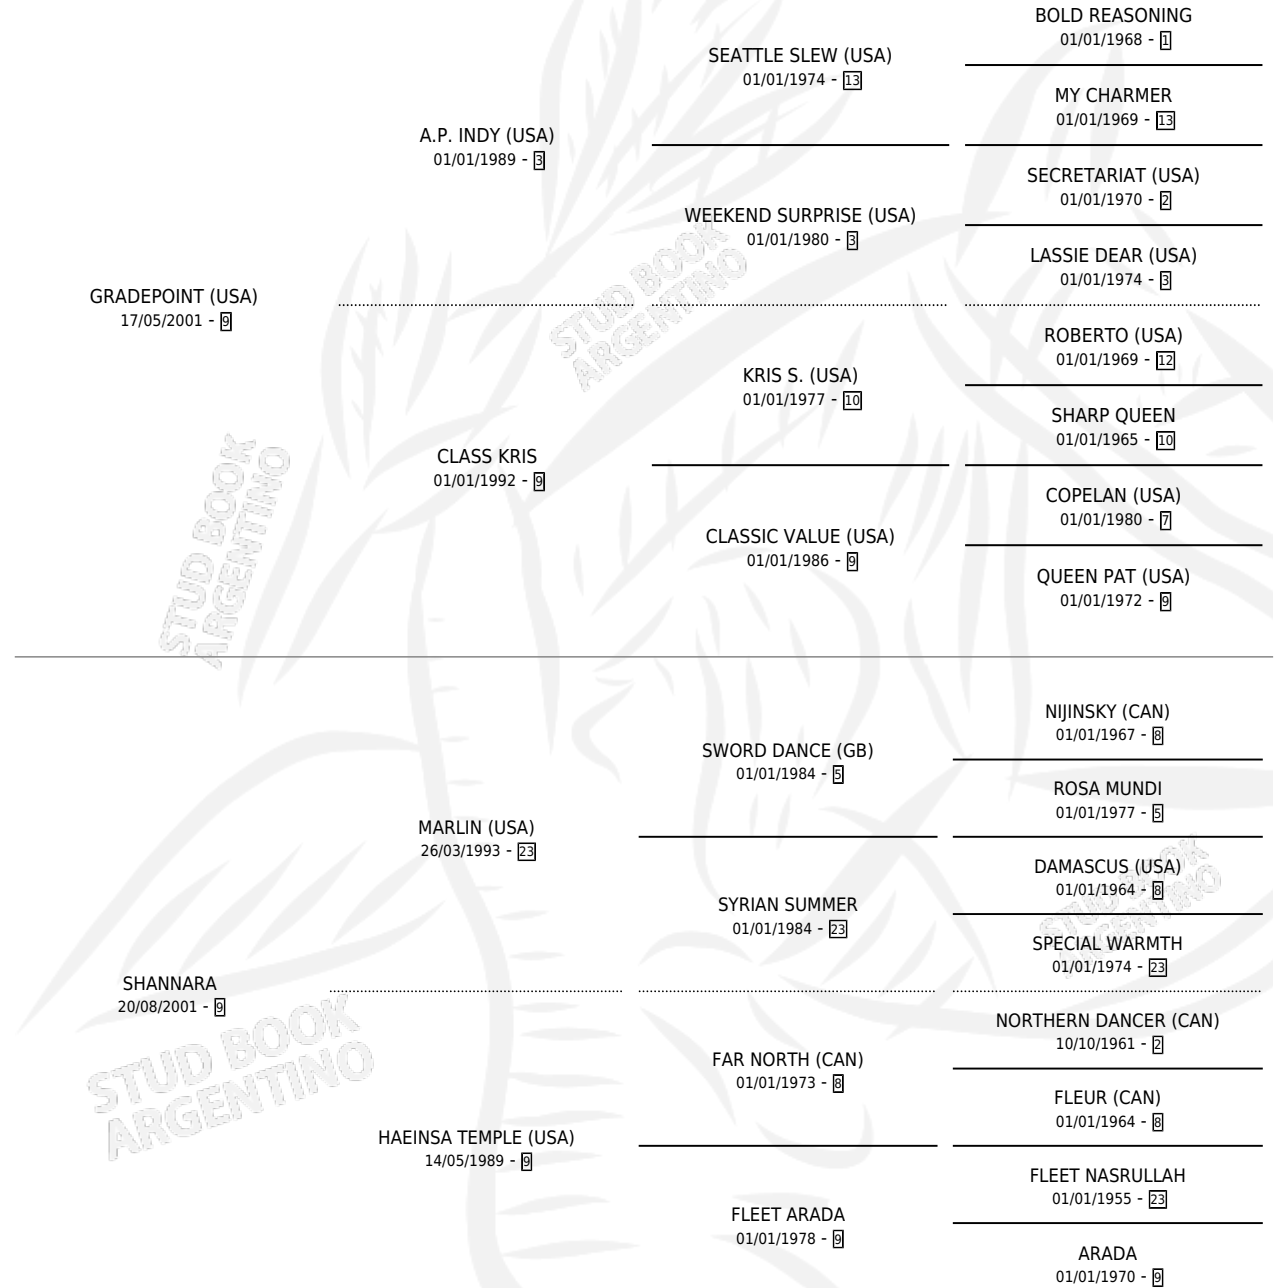 BOLD REASONING
01/01/1968 - 1
SEATTLE SLEW (USA)
01/01/1974 - 13
MY CHARMER
01/01/1969 - 13
A.P. INDY (USA)
01/01/1989 - 3
SECRETARIAT (USA)
01/01/1970 - 2
WEEKEND SURPRISE (USA)
01/01/1980 - 3
LASSIE DEAR (USA)
01/01/1974 - 3
GRADEPOINT (USA)
17/05/2001 - 9
STUD BOOK
ARGENTINO
ROBERTO (USA)
01/01/1969 - 12
KRIS S. (USA)
01/01/1977 - 10
SHARP QUEEN
01/01/1965 - 10
CLASS KRIS
01/01/1992 - 9
COPELAN (USA)
01/01/1980 - 7
CLASSIC VALUE (USA)
01/01/1986 - 9
QUEEN PAT (USA)
01/01/1972 - 9
STUD BOOK
ARGENTINO
NIJINSKY (CAN)
01/01/1967 - 8
SWORD DANCE (GB)
01/01/1984 - 5
ROSA MUNDI
01/01/1977 - 5
MARLIN (USA)
26/03/1993 - 23
DAMASCUS (USA)
01/01/1964 - 8
SYRIAN SUMMER
01/01/1984 - 23
STUD BOOK
ARGENTINO
SPECIAL WARMTH
01/01/1974 - 23
SHANNARA
20/08/2001 - 9
NORTHERN DANCER (CAN)
10/10/1961 - 2
FAR NORTH (CAN)
01/01/1973 - 8
FLEUR (CAN)
01/01/1964 - 8
STUD BOOK
ARGENTINO
HAEINSA TEMPLE (USA)
14/05/1989 - 9
FLEET NASRULLAH
01/01/1955 - 23
FLEET ARADA
01/01/1978 - 9
ARADA
01/01/1970 - 9